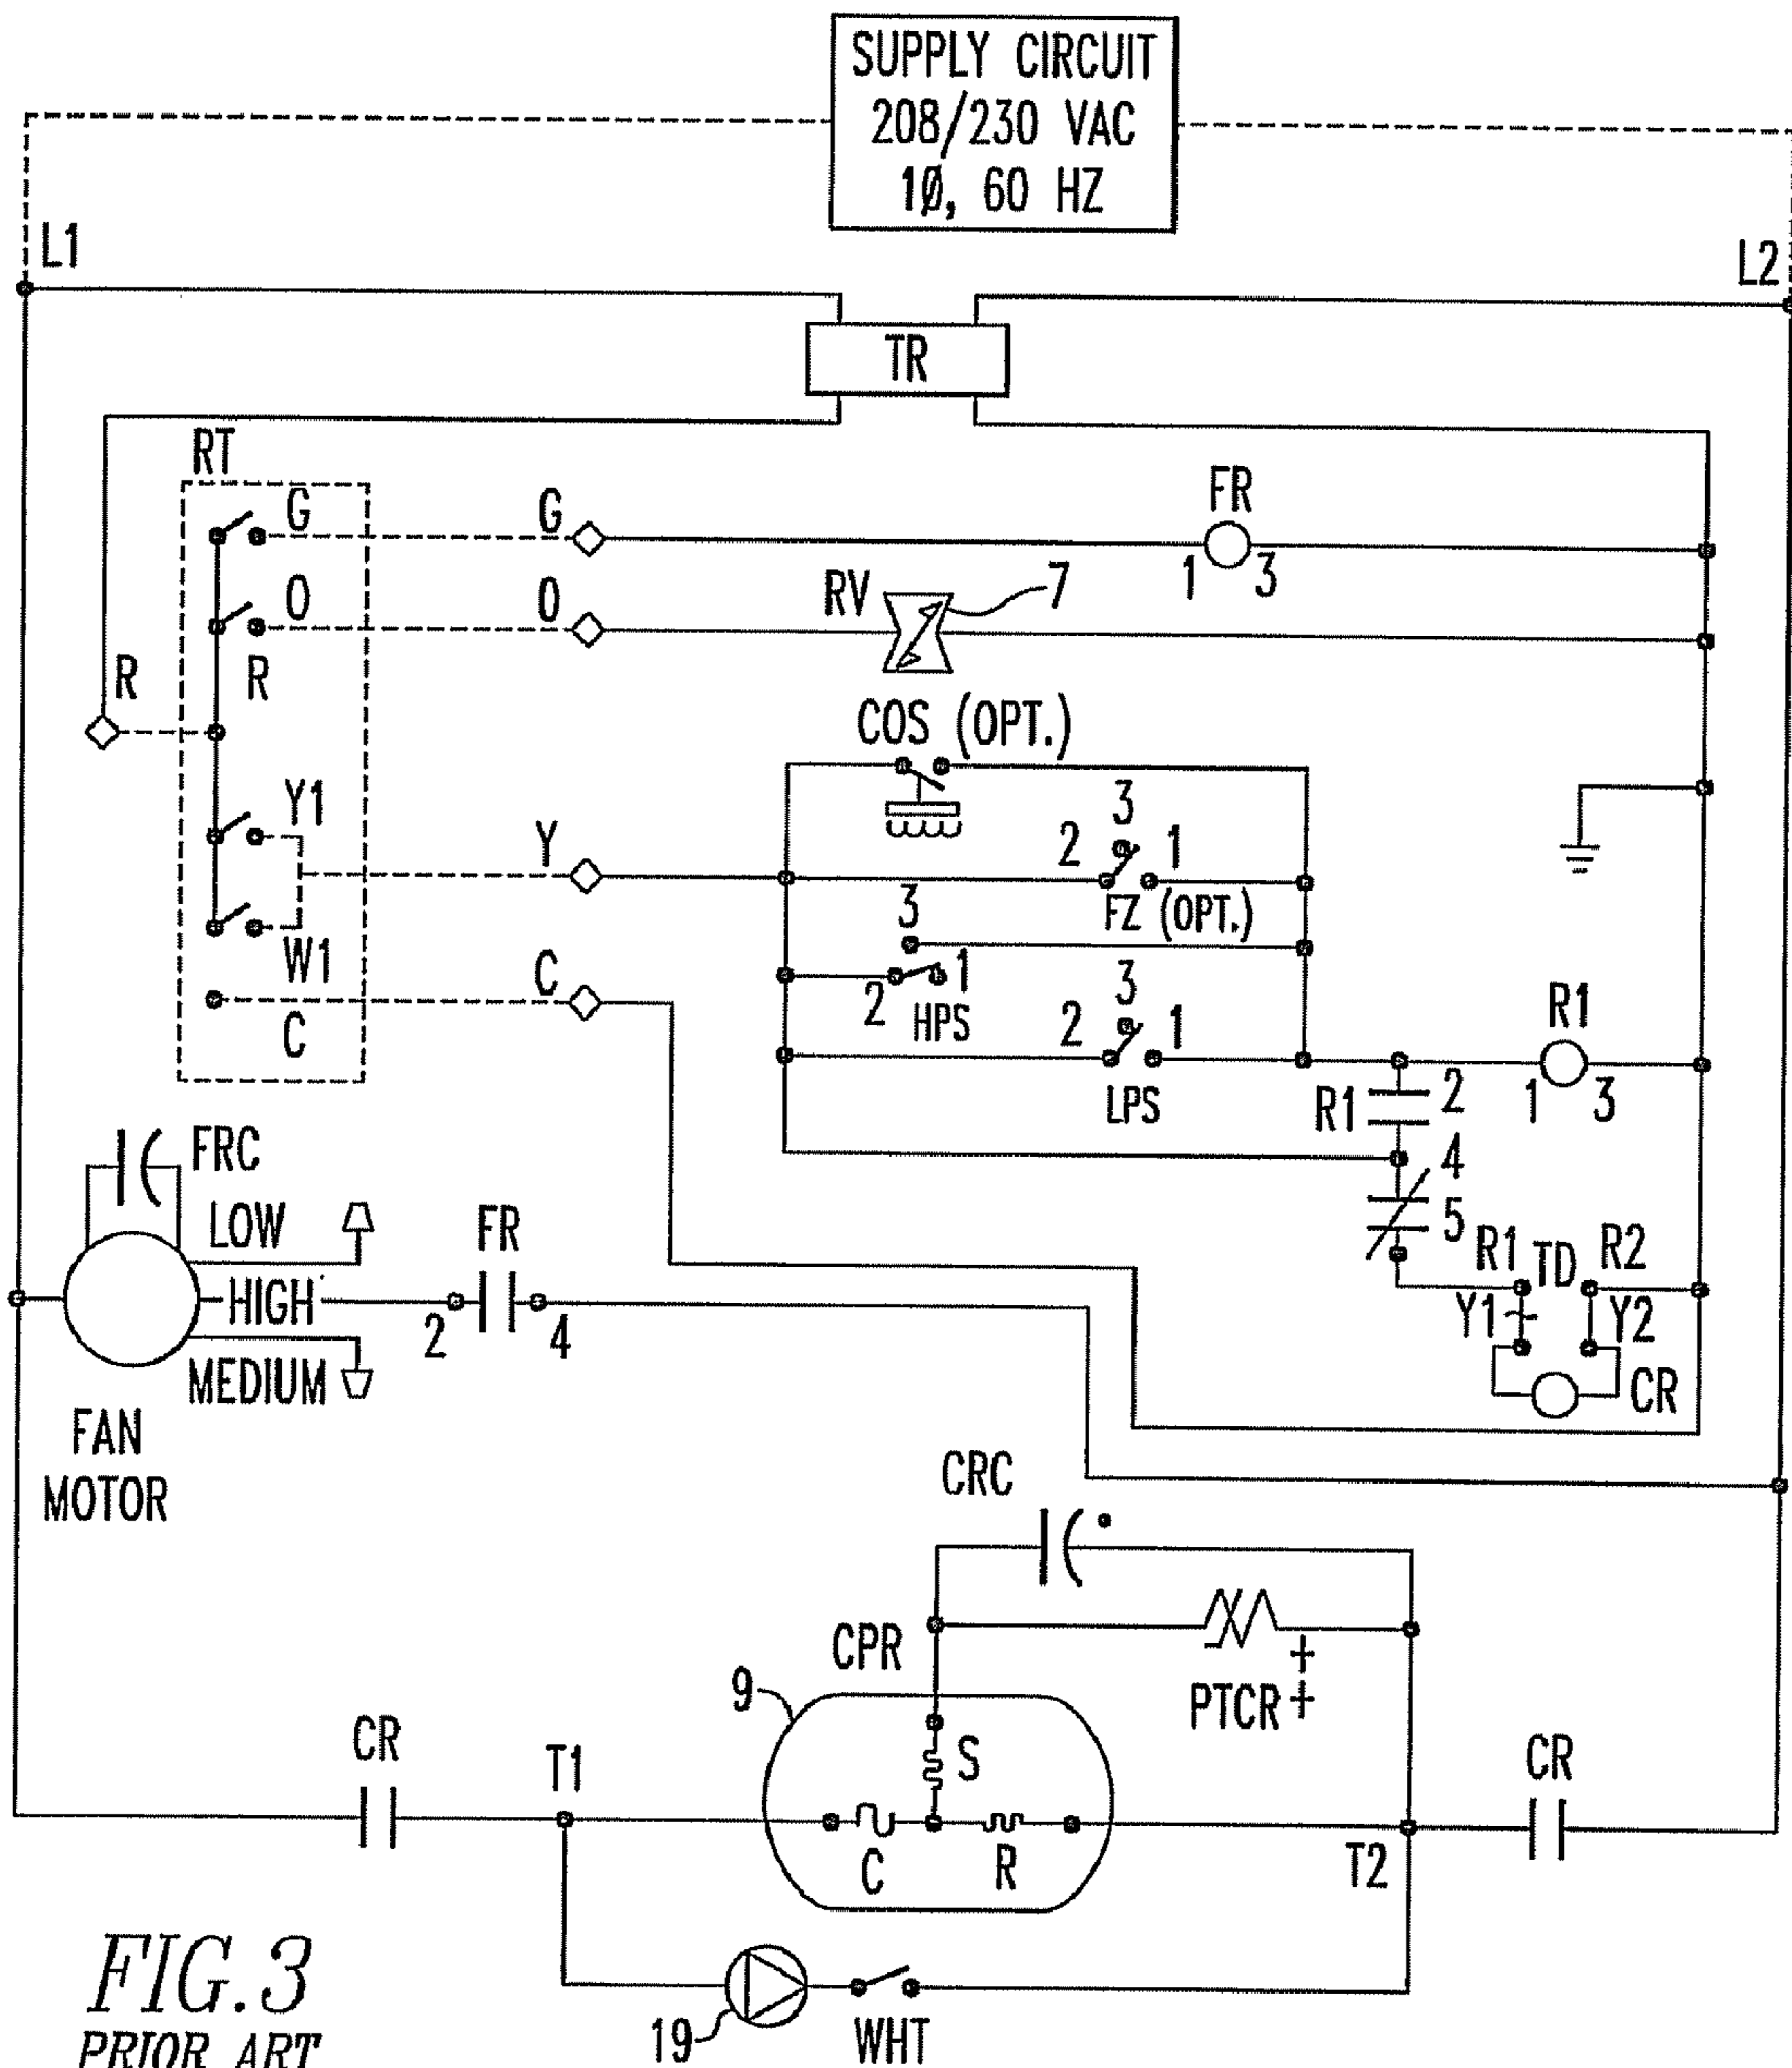 SUPPLY CIRCUIT
208/230 VAC
1Ø, 60 HZ
L1
L2
TR
RT
G
G
FR
1
3
O
O
RV
7
R
R
COS (OPT.)
Y1
Y
3
2
1
FZ (OPT.)
W1
C
C
3
2
1
HPS
3
2
1
LPS
R1
1
3
R1
2
4
5
FRC
LOW
HIGH
MEDIUM
FAN
MOTOR
FR
2
4
R1
TD
R2
Y1
Y2
CR
CRC
CPR
PTCR
9
S
CR
T1
C
R
T2
CR
19
WHT
FIG.3
PRIOR ART